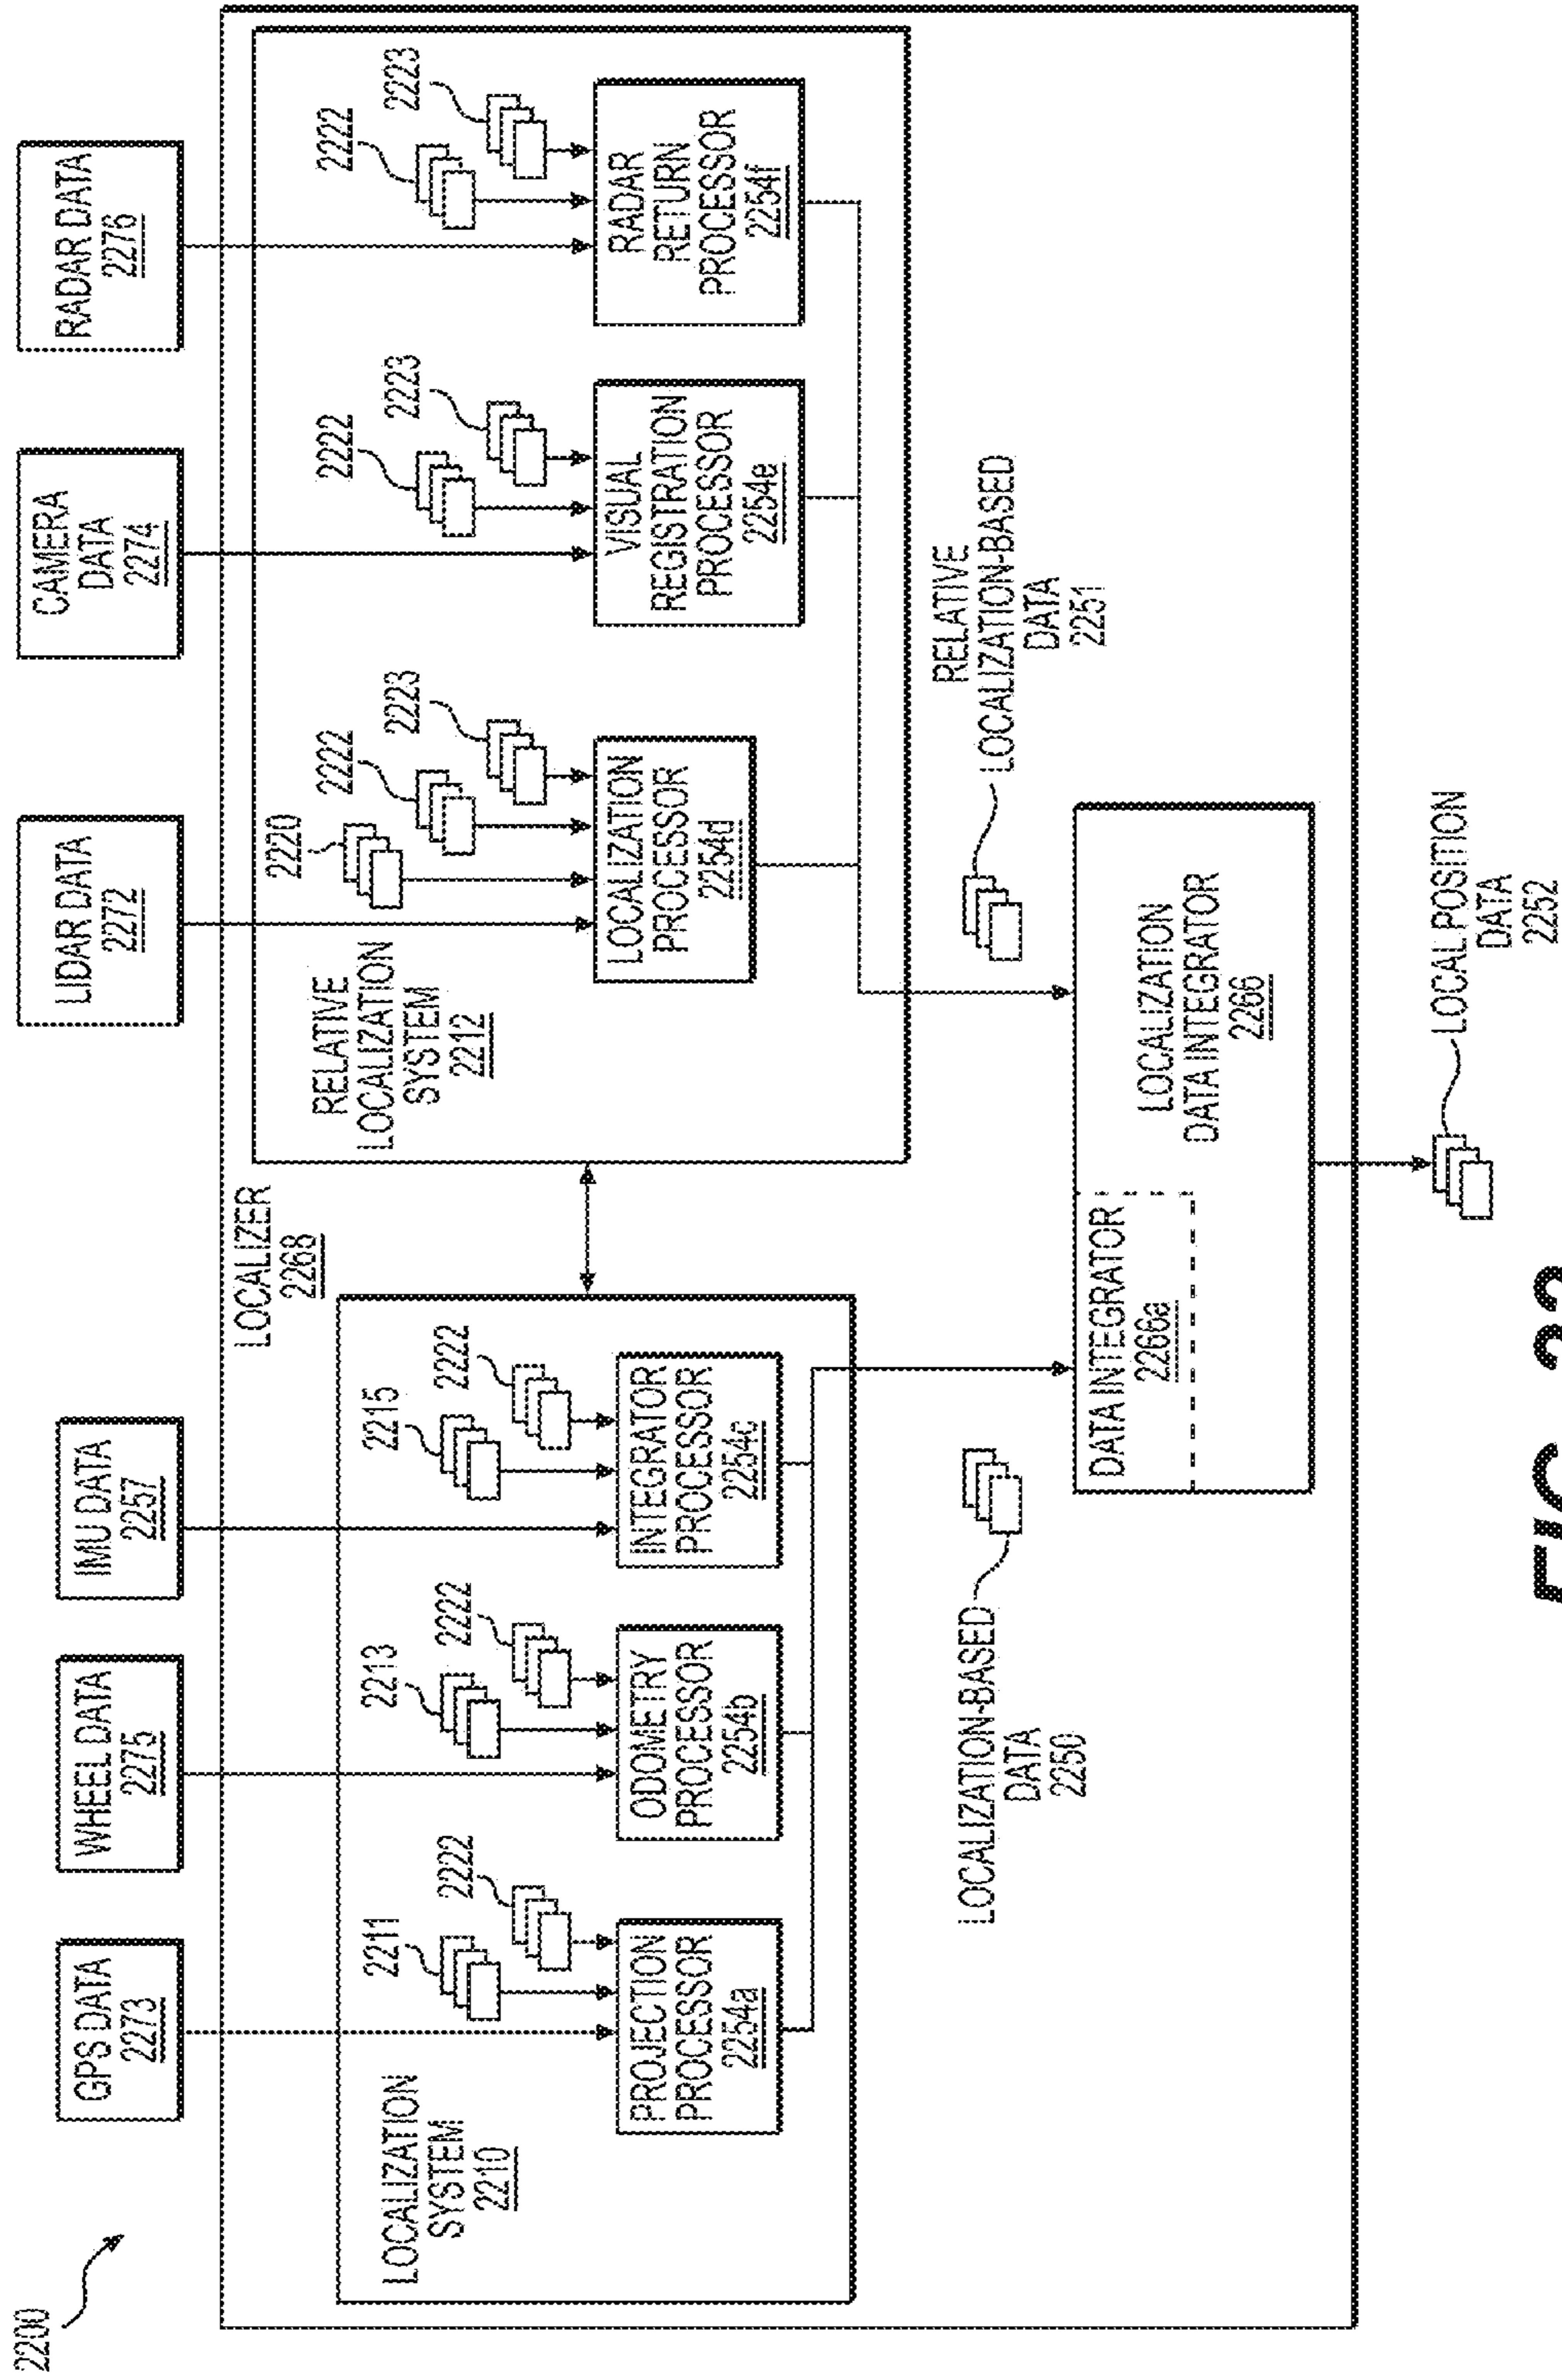 2200
GPS DATA
2273
WHEEL DATA
2275
IMU DATA
2257
LIDAR DATA
2272
CAMERA
DATA
2274
RADAR DATA
2276
LOCALIZER
2268
LOCALIZATION
SYSTEM
2210
2211
2222
PROJECTION
PROCESSOR
2254a
2213
2222
ODOMETRY
PROCESSOR
2254b
2215
2222
INTEGRATOR
PROCESSOR
2254c
RELATIVE
LOCALIZATION
SYSTEM
2212
2220
2222
2223
LOCALIZATION
PROCESSOR
2254d
2222
2223
VISUAL
REGISTRATION
PROCESSOR
2254e
2222
2223
RADAR
RETURN
PROCESSOR
2254f
LOCALIZATION-BASED
DATA
2250
RELATIVE
LOCALIZATION-BASED
DATA
2251
DATA INTEGRATOR
2266a
LOCALIZATION
DATA INTEGRATOR
2266
LOCAL POSITION
DATA
2252